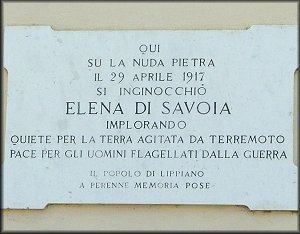 QUI
SU LA NUDA PIETRA
IL 29 APRILE 1917
SI INGINOCCHIÒ
ELENA DI SAVOIA
IMPLORANDO
QUIETE PER LA TERRA AGITATA DA TERREMOTO
PACE PER GLI UOMINI FLAGELLATI DALLA GUERRA
IL POPOLO DI LIPPIANO
A PERENNE MEMORIA POSE